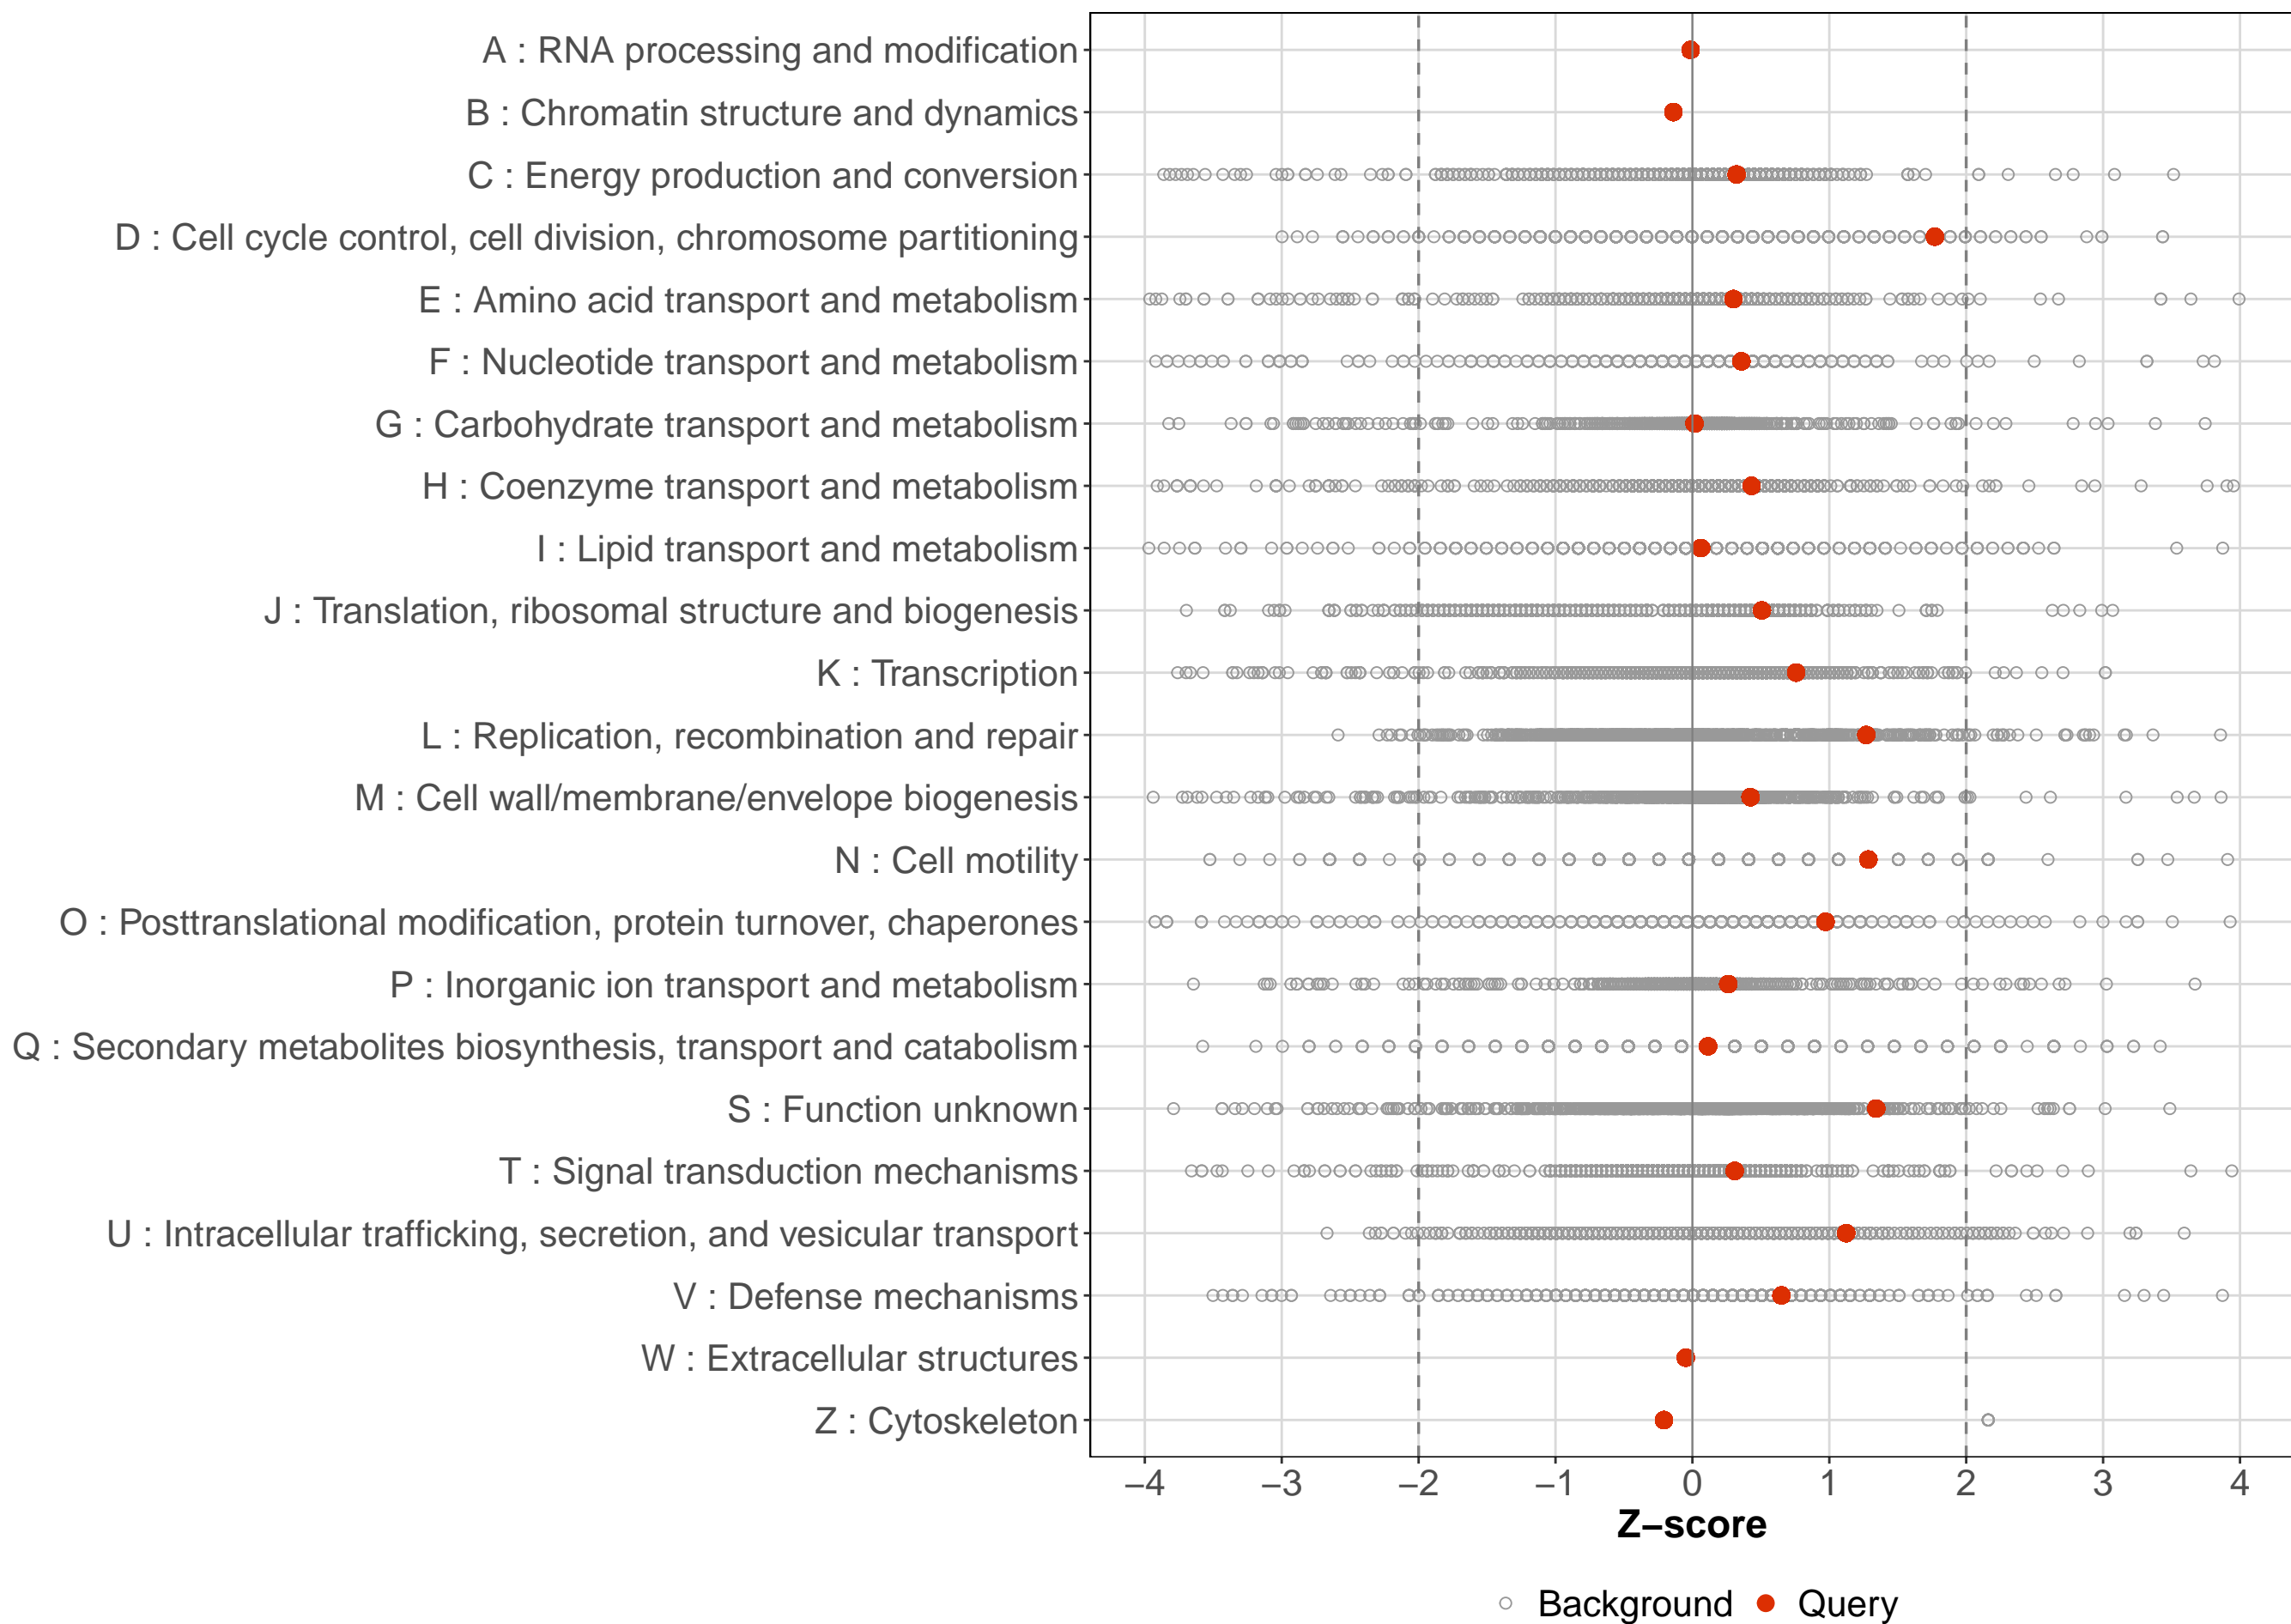 A : RNA processing and modification
B : Chromatin structure and dynamics
C : Energy production and conversion
D : Cell cycle control, cell division, chromosome partitioning
E : Amino acid transport and metabolism
F : Nucleotide transport and metabolism
G : Carbohydrate transport and metabolism
H : Coenzyme transport and metabolism
I : Lipid transport and metabolism
J : Translation, ribosomal structure and biogenesis
K : Transcription
L : Replication, recombination and repair
M : Cell wall/membrane/envelope biogenesis
N : Cell motility
O : Posttranslational modification, protein turnover, chaperones
P : Inorganic ion transport and metabolism
Q : Secondary metabolites biosynthesis, transport and catabolism
S : Function unknown
T : Signal transduction mechanisms
U : Intracellular trafficking, secretion, and vesicular transport
V : Defense mechanisms
W : Extracellular structures
Z : Cytoskeleton
−4 −3 −2 −1 0 1 2 3 4
Z−score
Background Query